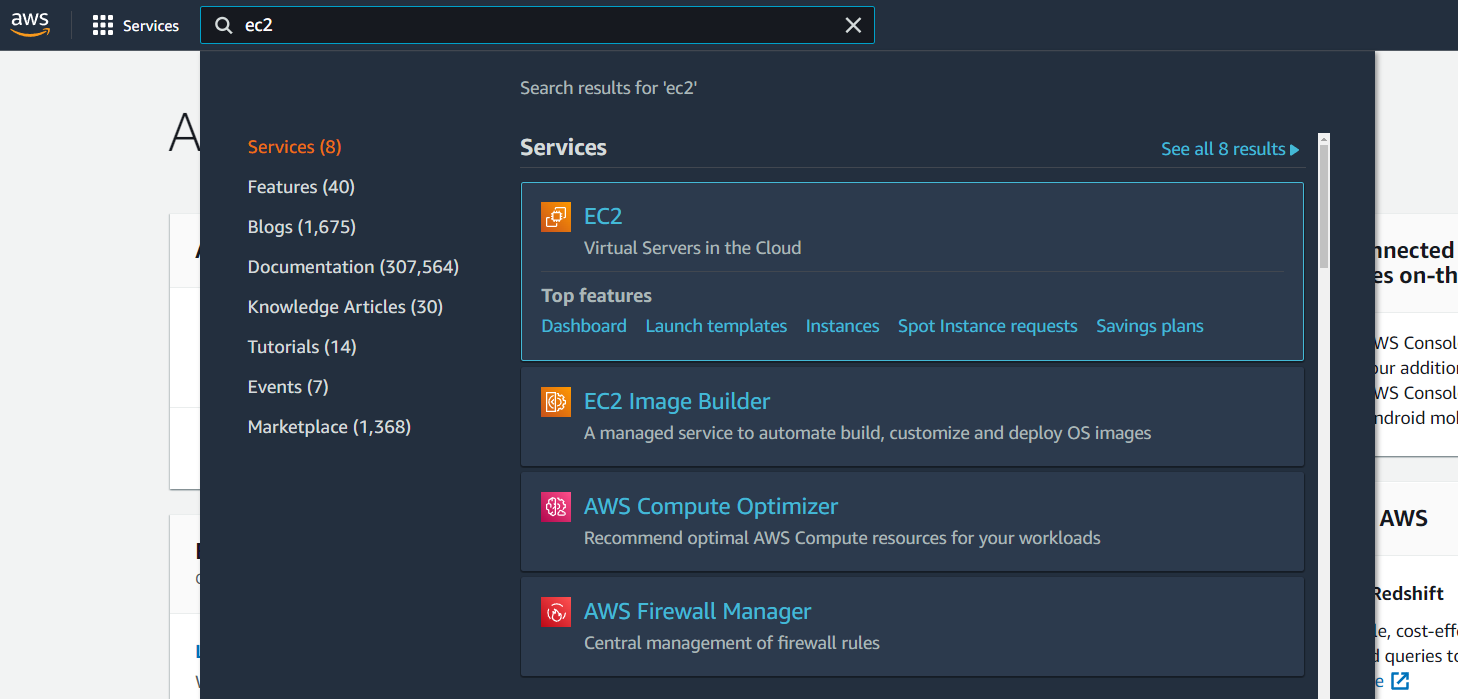 aws
Services
ec2
Search results for 'ec2'
Services (8)
Features (40)
Blogs (1,675)
Documentation (307,564)
Knowledge Articles (30)
Tutorials (14)
Events (7)
Marketplace (1,368)
Services
See all 8 results
EC2
Virtual Servers in the Cloud
Top features
Dashboard Launch templates Instances Spot Instance requests Savings plans
EC2 Image Builder
A managed service to automate build, customize and deploy OS images
AWS Compute Optimizer
Recommend optimal AWS Compute resources for your workloads
AWS Firewall Manager
Central management of firewall rules
A
nnected
es on-th
WS Consol
our addition
WS Consol
ndroid mol
AWS
Redshift
le, cost-effe
d queries to
e